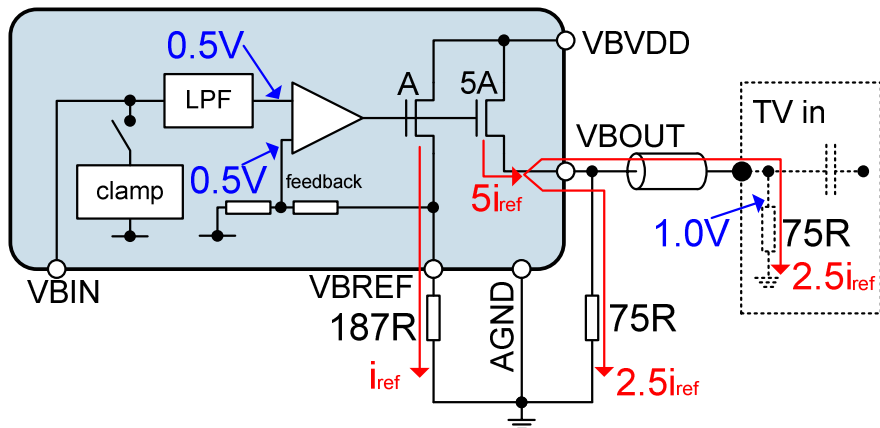 0.5V
VBVDD
A
5A
LPF
TV in
VBOUT
0.5V
feedback
clamp
5iref
1.0V
75R
2.5iref
VBIN
VBREF
AGND
187R
75R
iref
2.5iref